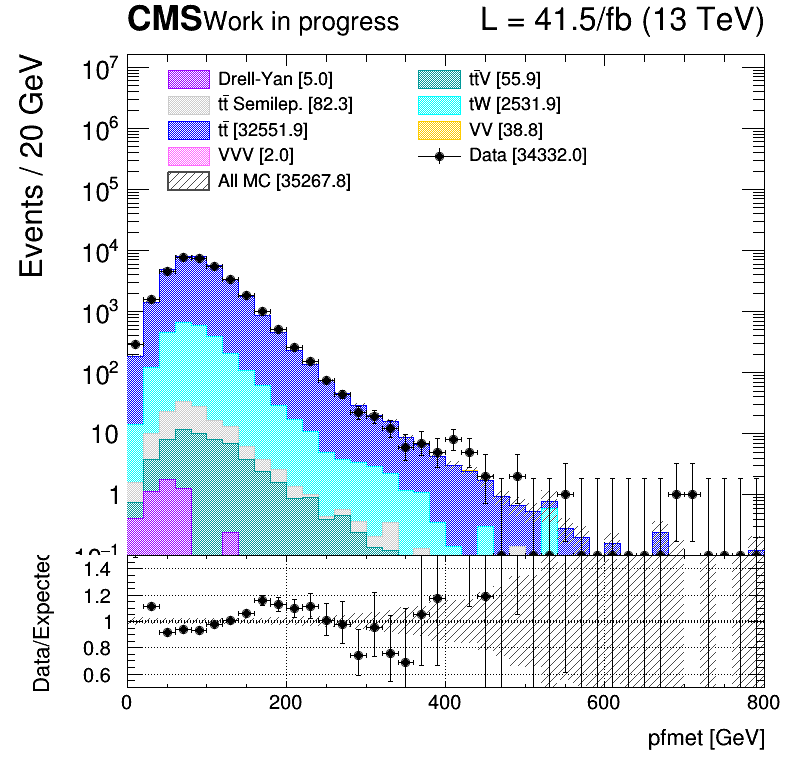 CMS Work in progress L = 41.5/fb (13 TeV)
Events / 20 GeV
10⁷
10⁶
10⁵
10⁴
10³
10²
10
1
10⁻¹
Drell-Yan [5.0]
tt̄ Semilep. [82.3]
tt̄ [32551.9]
VVV [2.0]
All MC [35267.8]
tt̄V [55.9]
tW [2531.9]
VV [38.8]
Data [34332.0]
Data/Expected
1.4
1.2
1
0.8
0.6
0 200 400 600 800
pfmet [GeV]